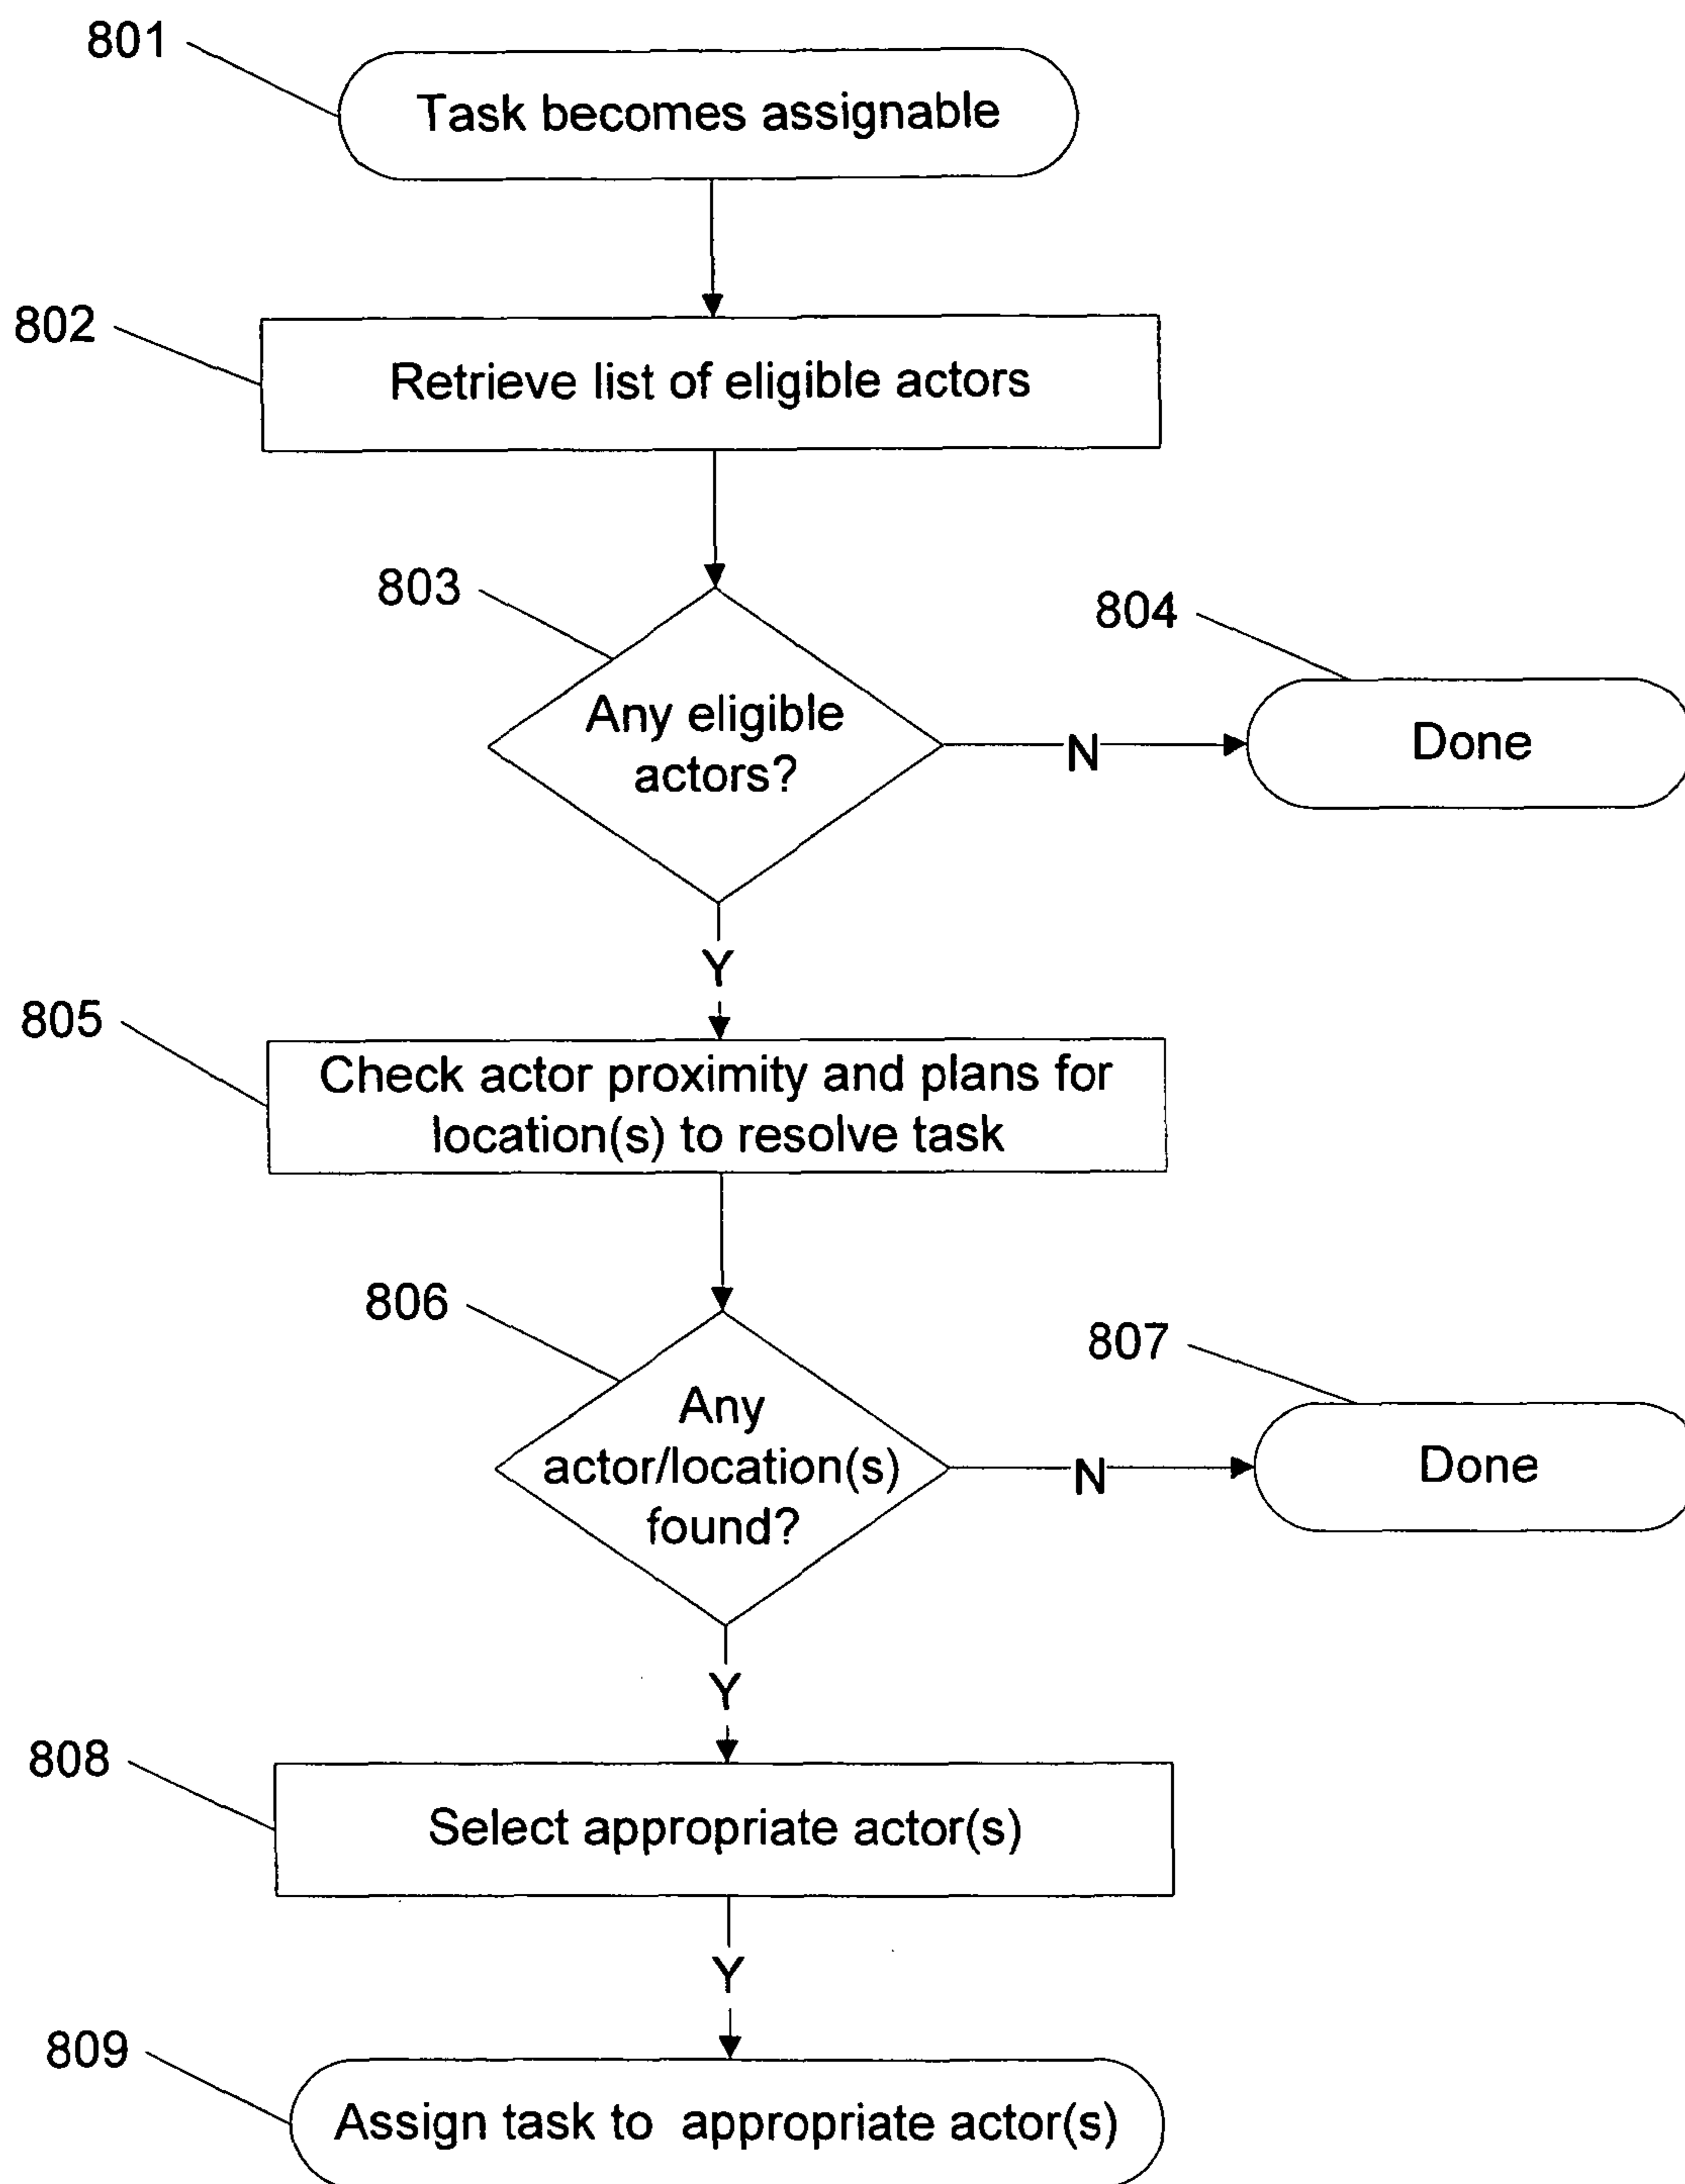 801
Task becomes assignable
802
Retrieve list of eligible actors
803
Any eligible
actors?
804
N
Done
Y
805
Check actor proximity and plans for
location(s) to resolve task
806
Any
actor/location(s)
found?
807
N
Done
Y
808
Select appropriate actor(s)
Y
809
Assign task to appropriate actor(s)